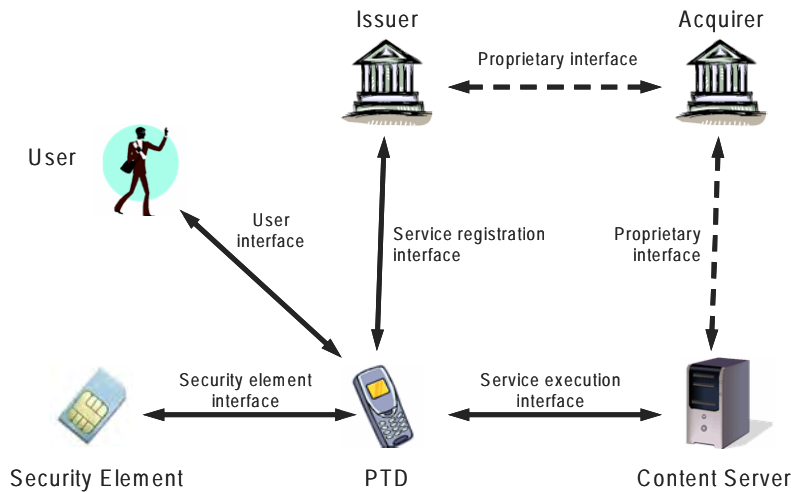 Issuer
Acquirer
Proprietary interface
User
User
interface
Service registration
interface
Proprietary
interface
Security element
interface
Service execution
interface
Security Element
PTD
Content Server